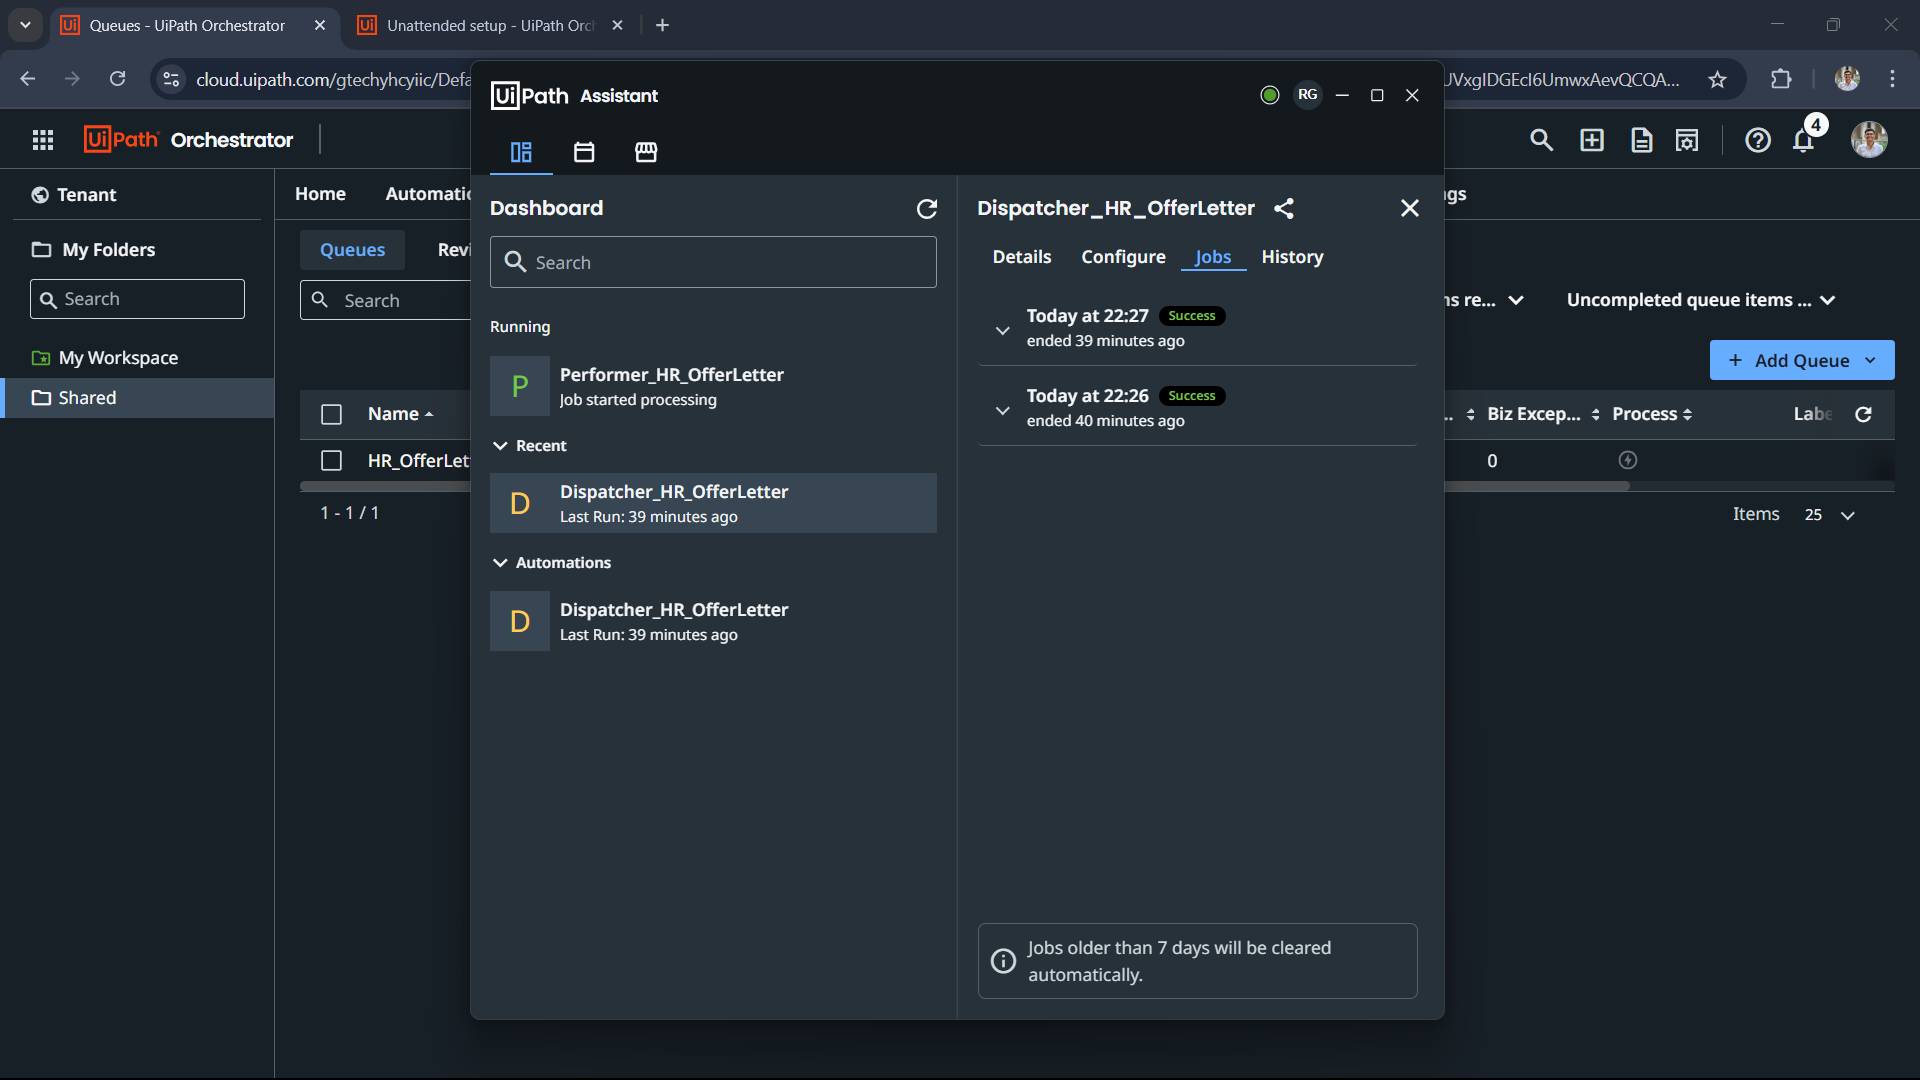 Queues - UiPath Orchestrator
Unattended setup - UiPath Orc
cloud.uipath.com/gtechyhcyiic/Defa
JVxgIDGEcl6UmwxAevQCQA...
UiPath Orchestrator
4
Tenant
My Folders
Search
My Workspace
Shared
Home
Automatio
gs
Queues
Revi
Search
ns re...
Uncompleted queue items ...
Add Queue
Name
..
Biz Excep...
Process
Labe
HR_OfferLet
0
1 - 1 / 1
Items 25
UiPath Assistant
RG
Dashboard
Search
Running
P
Performer_HR_OfferLetter
Job started processing
Recent
D
Dispatcher_HR_OfferLetter
Last Run: 39 minutes ago
Automations
D
Dispatcher_HR_OfferLetter
Last Run: 39 minutes ago
Dispatcher_HR_OfferLetter
Details Configure Jobs History
Today at 22:27 Success
ended 39 minutes ago
Today at 22:26 Success
ended 40 minutes ago
Jobs older than 7 days will be cleared
automatically.